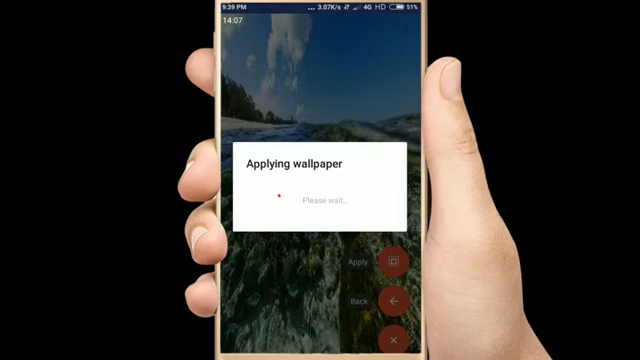 9:39 PM ... 3.07K/s 4G HD 51%
14:07
Applying wallpaper
Please wait...
Apply
Back